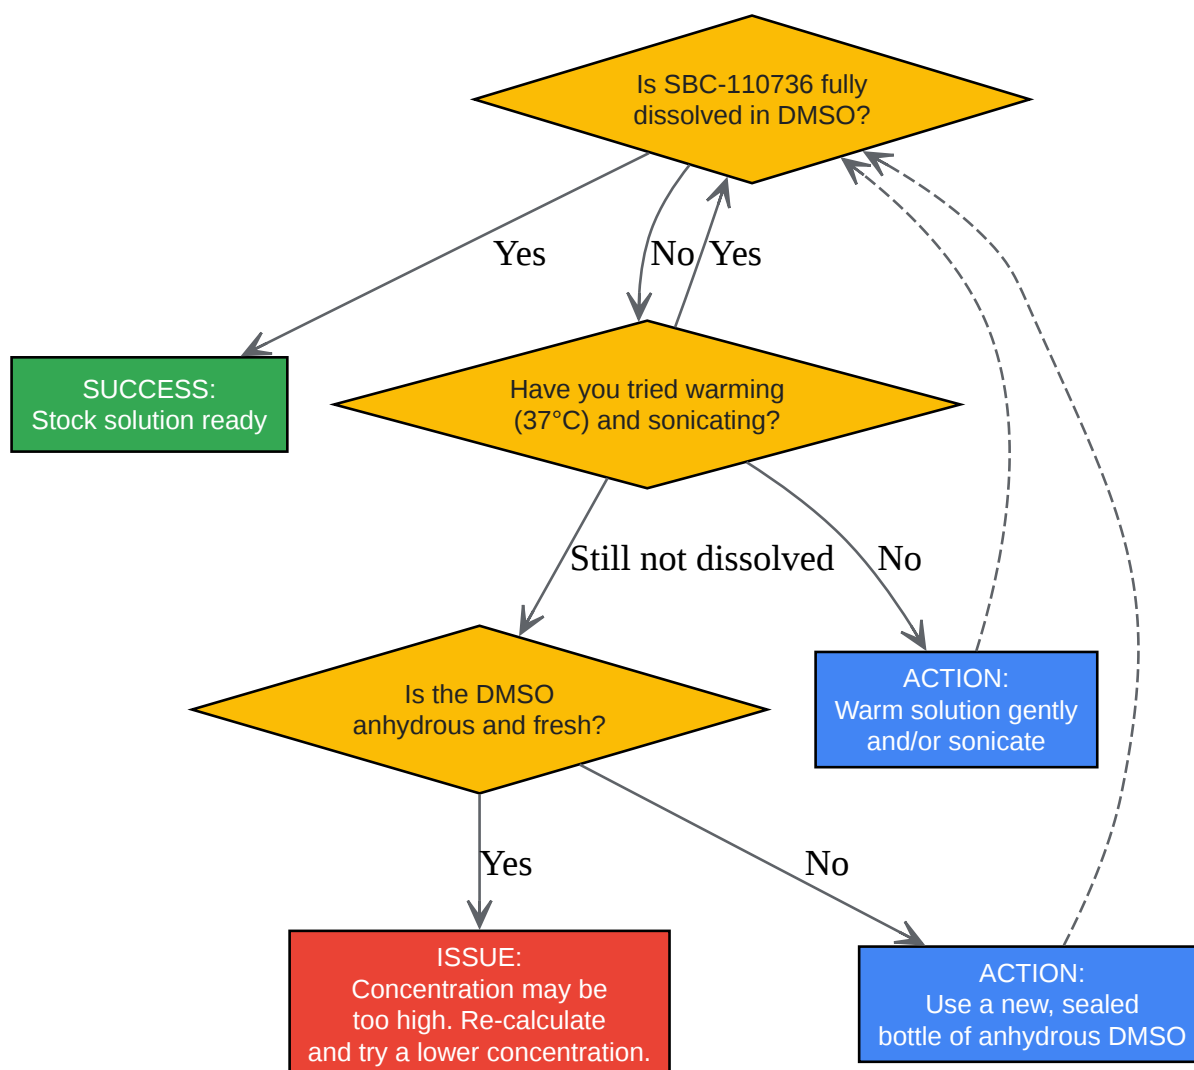 Is SBC-110736 fully
dissolved in DMSO?
Yes
No
Yes
SUCCESS:
Stock solution ready
Have you tried warming
(37°C) and sonicating?
Still not dissolved
No
Is the DMSO
anhydrous and fresh?
ACTION:
Warm solution gently
and/or sonicate
Yes
No
ISSUE:
Concentration may be
too high. Re-calculate
and try a lower concentration.
ACTION:
Use a new, sealed
bottle of anhydrous DMSO